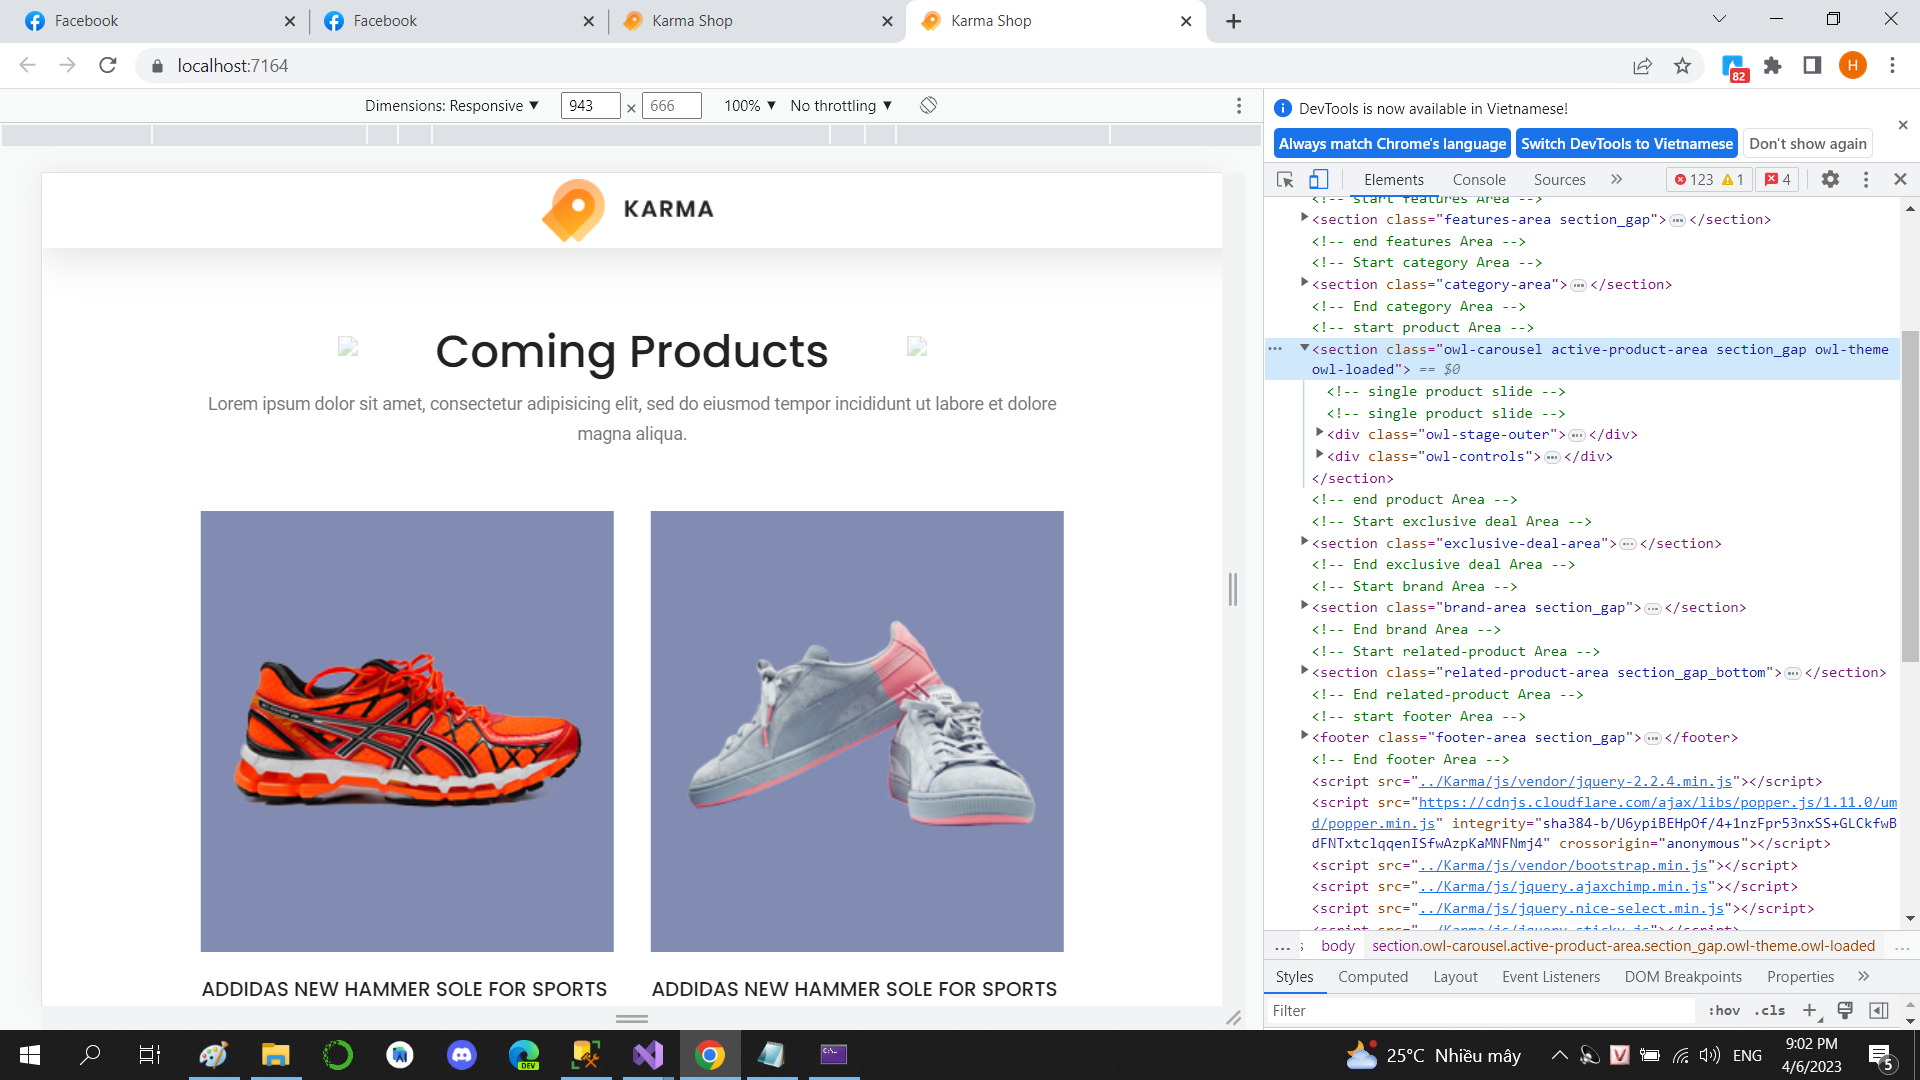 Facebook
Facebook
Karma Shop
Karma Shop
localhost:7164
82
H
Dimensions: Responsive ▼ 943 × 666 100% ▼ No throttling ▼
DevTools is now available in Vietnamese!
Always match Chrome's language Switch DevTools to Vietnamese Don't show again
Elements Console Sources » 123 1 4
<!-- start features Area -->
<section class="features-area section_gap">…</section>
<!-- end features Area -->
<!-- Start category Area -->
<section class="category-area">…</section>
<!-- End category Area -->
<!-- start product Area -->
<section class="owl-carousel active-product-area section_gap owl-theme
owl-loaded"> == $0
<!-- single product slide -->
<!-- single product slide -->
<div class="owl-stage-outer">…</div>
<div class="owl-controls">…</div>
</section>
<!-- end product Area -->
<!-- Start exclusive deal Area -->
<section class="exclusive-deal-area">…</section>
<!-- End exclusive deal Area -->
<!-- Start brand Area -->
<section class="brand-area section_gap">…</section>
<!-- End brand Area -->
<!-- Start related-product Area -->
<section class="related-product-area section_gap_bottom">…</section>
<!-- End related-product Area -->
<!-- start footer Area -->
<footer class="footer-area section_gap">…</footer>
<!-- End footer Area -->
<script src="../Karma/js/vendor/jquery-2.2.4.min.js"></script>
<script src="https://cdnjs.cloudflare.com/ajax/libs/popper.js/1.11.0/um
d/popper.min.js" integrity="sha384-b/U6ypiBEHpOf/4+1nzFpr53nxSS+GLCkfwB
dFNTxtclqqenISfwAzpKaMNFNmj4" crossorigin="anonymous"></script>
<script src="../Karma/js/vendor/bootstrap.min.js"></script>
<script src="../Karma/js/jquery.ajaxchimp.min.js"></script>
<script src="../Karma/js/jquery.nice-select.min.js"></script>
<script src="../Karma/js/jquery.sticky.js"></script>
... s body section.owl-carousel.active-product-area.section_gap.owl-theme.owl-loaded ...
Styles Computed Layout Event Listeners DOM Breakpoints Properties »
Filter :hov .cls
KARMA
Coming Products
Lorem ipsum dolor sit amet, consectetur adipisicing elit, sed do eiusmod tempor incididunt ut labore et dolore
magna aliqua.
ADDIDAS NEW HAMMER SOLE FOR SPORTS
ADDIDAS NEW HAMMER SOLE FOR SPORTS
DEV
C:\_
25°C Nhiều mây
V
ENG
9:02 PM
4/6/2023
5